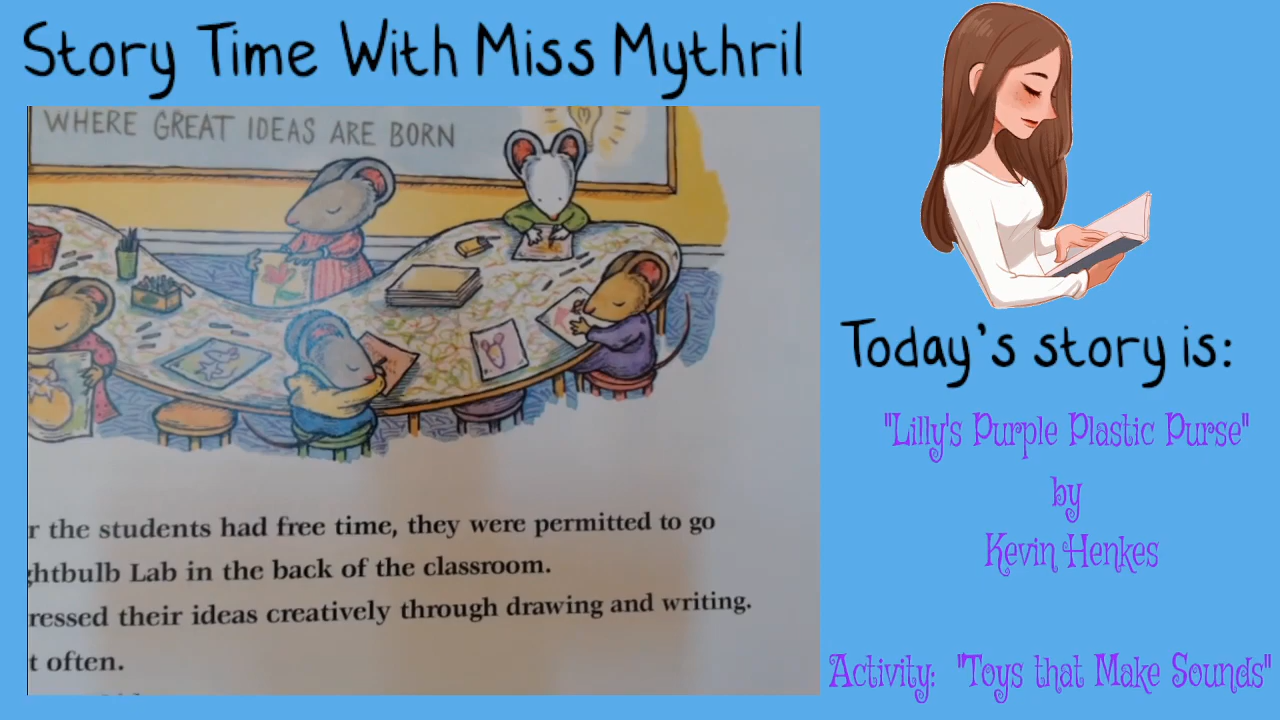 Story Time With Miss Mythril
WHERE GREAT IDEAS ARE BORN
r the students had free time, they were permitted to go
ghtbulb Lab in the back of the classroom.
ressed their ideas creatively through drawing and writing.
t often.
Today's story is:
"Lilly's Purple Plastic Purse"
by
Kevin Henkes
Activity: "Toys that Make Sounds"